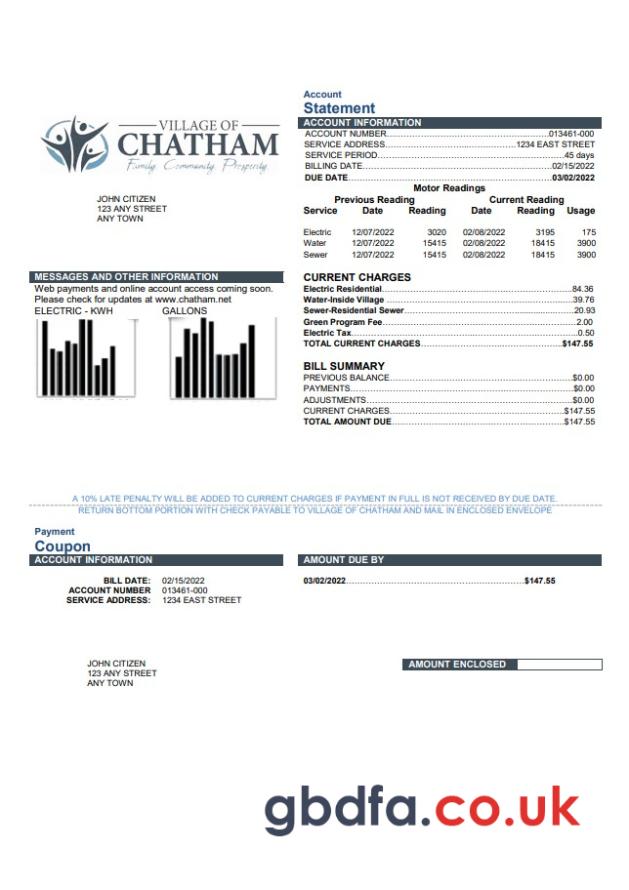 VILLAGE OF
CHATHAM
Family. Community. Prosperity.
JOHN CITIZEN
123 ANY STREET
ANY TOWN
Account
Statement
ACCOUNT INFORMATION
ACCOUNT NUMBER.......................................................013461-000
SERVICE ADDRESS:..........................................1234 EAST STREET
SERVICE PERIOD..............................................................45 days
BILLING DATE..............................................................02/15/2022
DUE DATE....................................................................03/02/2022
Motor Readings
Previous Reading Current Reading
Service Date Reading Date Reading Usage
Electric 12/07/2022 3020 02/08/2022 3195 175
Water 12/07/2022 15415 02/08/2022 18415 3900
Sewer 12/07/2022 15415 02/08/2022 18415 3900
MESSAGES AND OTHER INFORMATION
Web payments and online account access coming soon.
Please check for updates at www.chatham.net
ELECTRIC - KWH GALLONS
CURRENT CHARGES
Electric Residential................................................................84.36
Water-Inside Village ..............................................................39.76
Sewer-Residential Sewer........................................................20.93
Green Program Fee..................................................................2.00
Electric Tax..............................................................................0.50
TOTAL CURRENT CHARGES................................................$147.55
BILL SUMMARY
PREVIOUS BALANCE.............................................................$0.00
PAYMENTS.............................................................................$0.00
ADJUSTMENTS.......................................................................$0.00
CURRENT CHARGES...........................................................$147.55
TOTAL AMOUNT DUE..........................................................$147.55
A 10% LATE PENALTY WILL BE ADDED TO CURRENT CHARGES IF PAYMENT IN FULL IS NOT RECEIVED BY DUE DATE.
RETURN BOTTOM PORTION WITH CHECK PAYABLE TO VILLAGE OF CHATHAM AND MAIL IN ENCLOSED ENVELOPE
Payment
Coupon
ACCOUNT INFORMATION
BILL DATE: 02/15/2022
ACCOUNT NUMBER 013461-000
SERVICE ADDRESS: 1234 EAST STREET
AMOUNT DUE BY
03/02/2022............................................................$147.55
JOHN CITIZEN
123 ANY STREET
ANY TOWN
AMOUNT ENCLOSED
gbdfa.co.uk